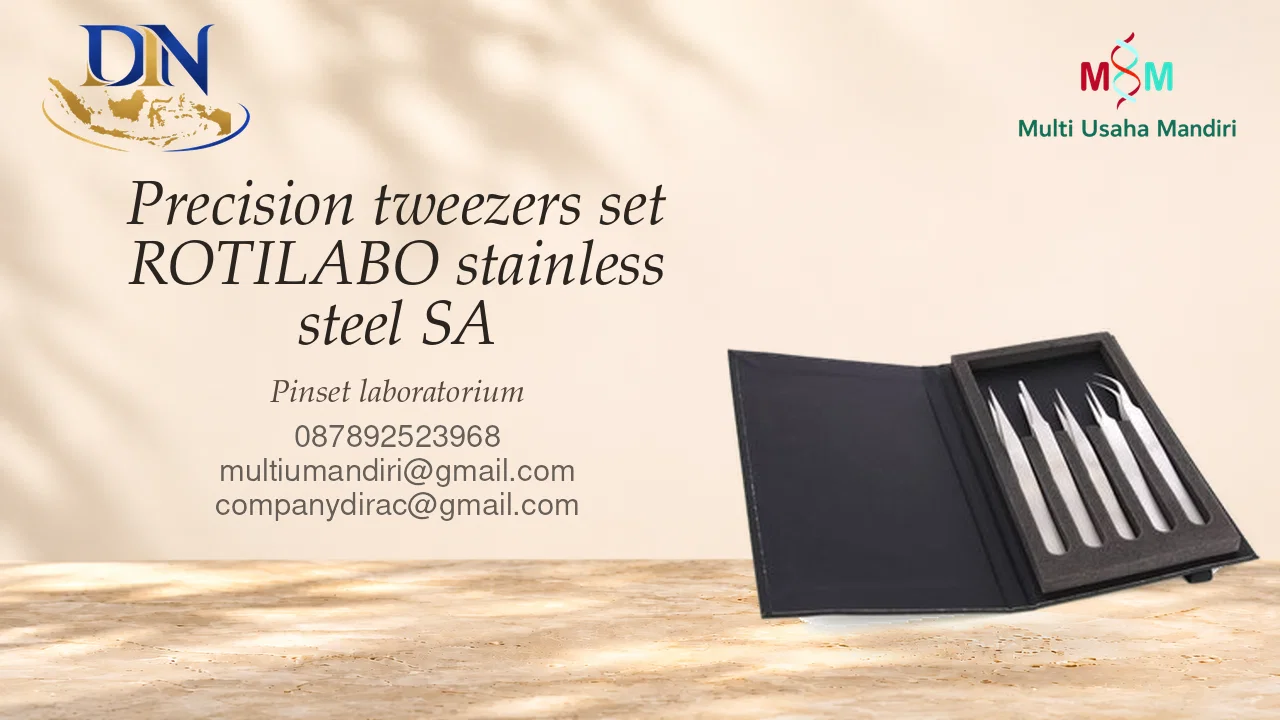 DIN
M M
Multi Usaha Mandiri
Precision tweezers set
ROTILABO stainless
steel SA
Pinset laboratorium
087892523968
multiumandiri@gmail.com
companydirac@gmail.com